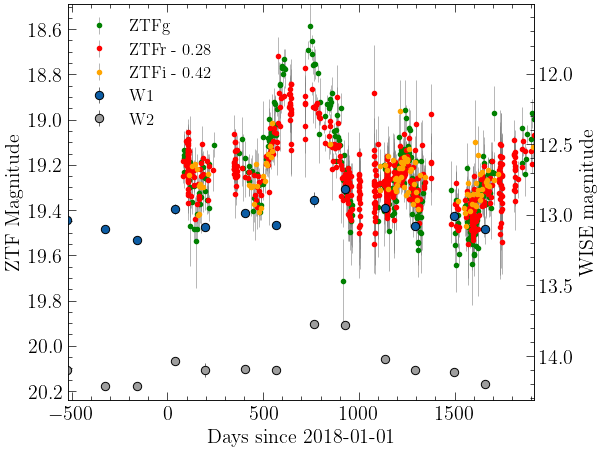 18.6
18.8
19.0
19.2
19.4
19.6
19.8
20.0
20.2
ZTF Magnitude
ZTFg
ZTFr - 0.28
ZTFi - 0.42
W1
W2
12.0
12.5
13.0
13.5
14.0
WISE magnitude
−500 0 500 1000 1500
Days since 2018-01-01